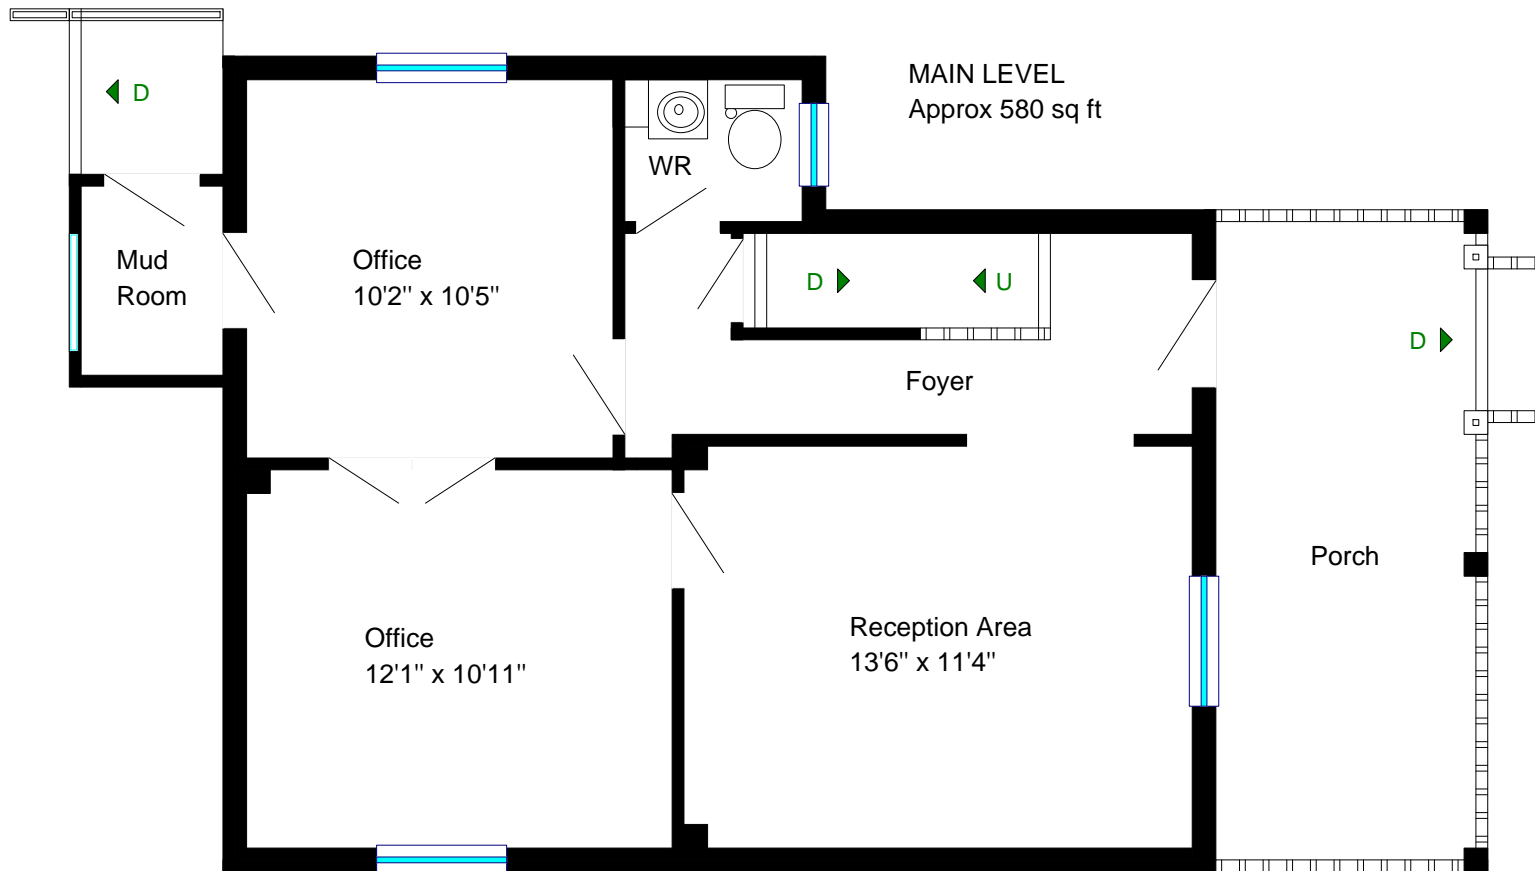 MAIN LEVEL
Approx 580 sq ft
D
WR
Mud
Room
Office
10'2" x 10'5"
D
U
D
Foyer
Porch
Office
12'1" x 10'11"
Reception Area
13'6" x 11'4"